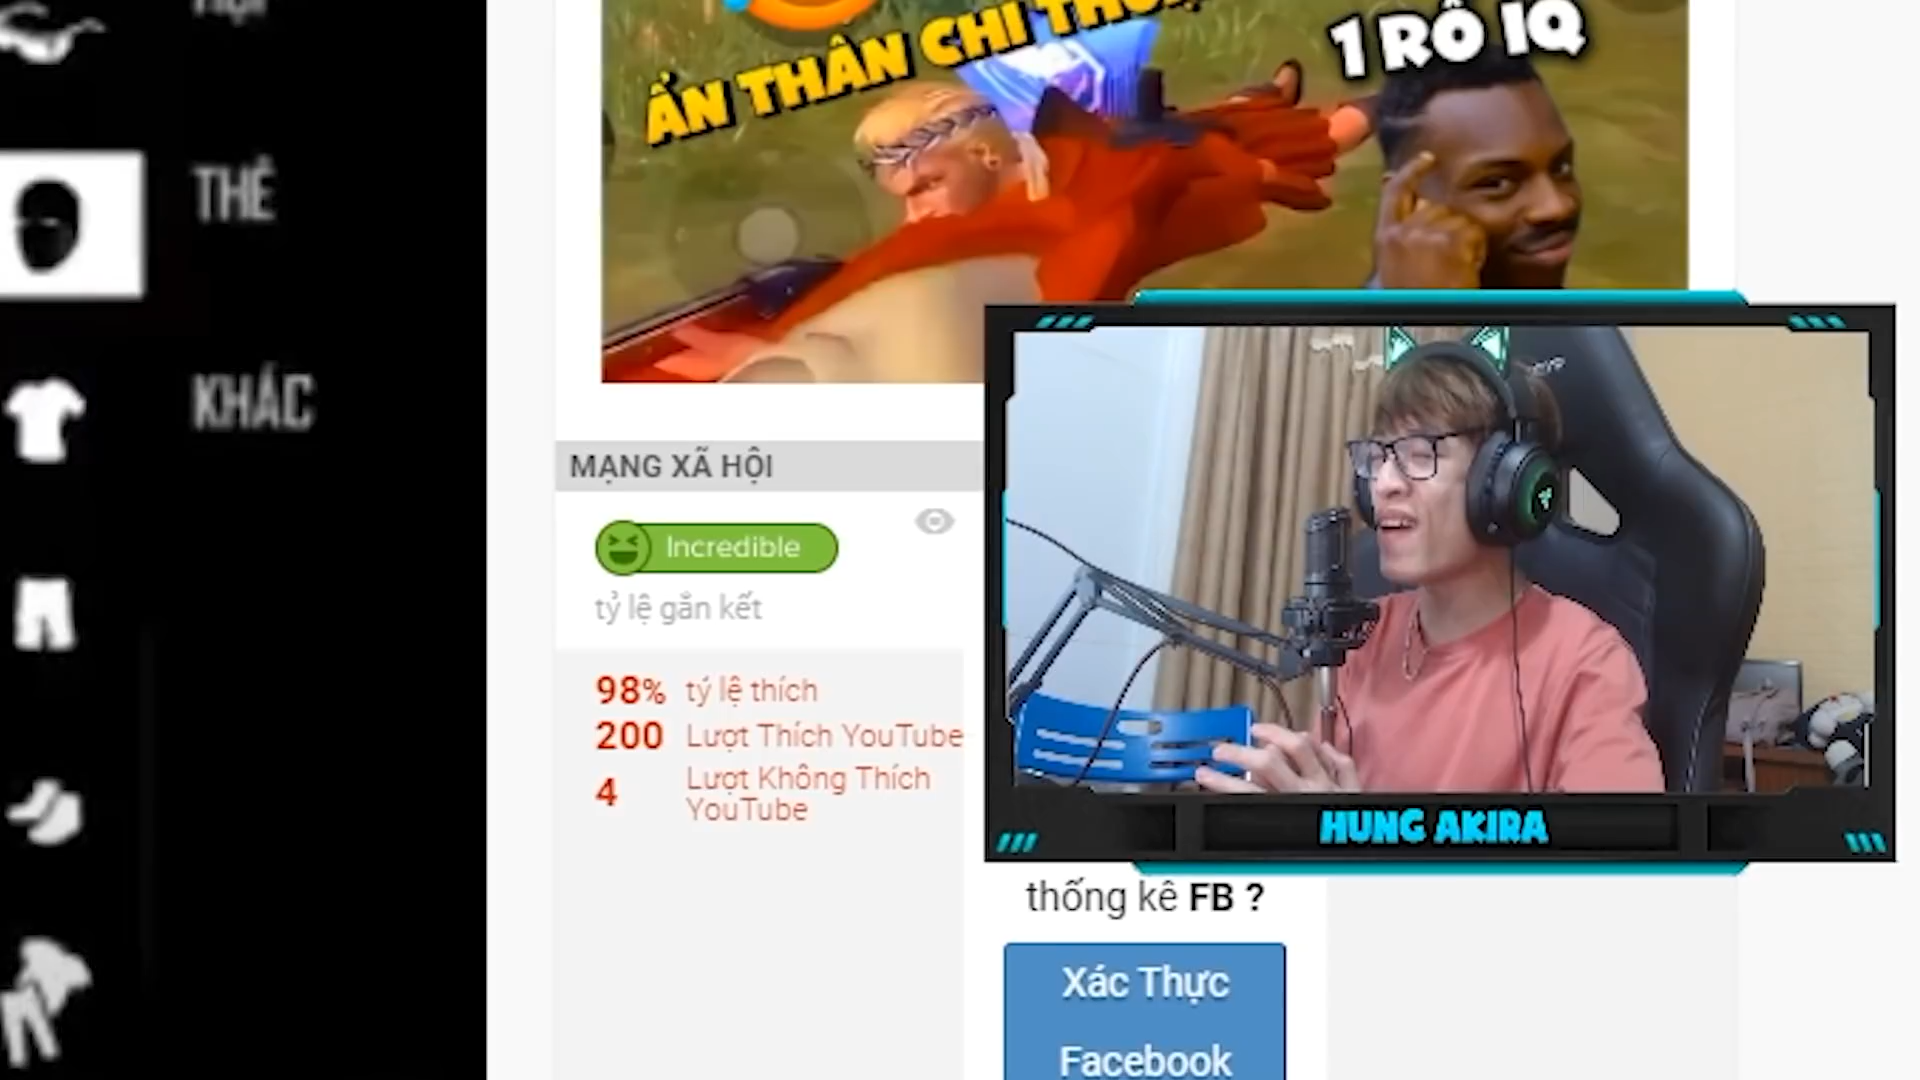 THẺ
KHÁC
ẨN THÂN CHI
1 RỔ IQ
MẠNG XÃ HỘI
Incredible
tỷ lệ gắn kết
98% tý lệ thích
200 Lượt Thích YouTube
4 Lượt Không Thích
YouTube
HUNG AKIRA
thống kê FB ?
Xác Thực
Facebook